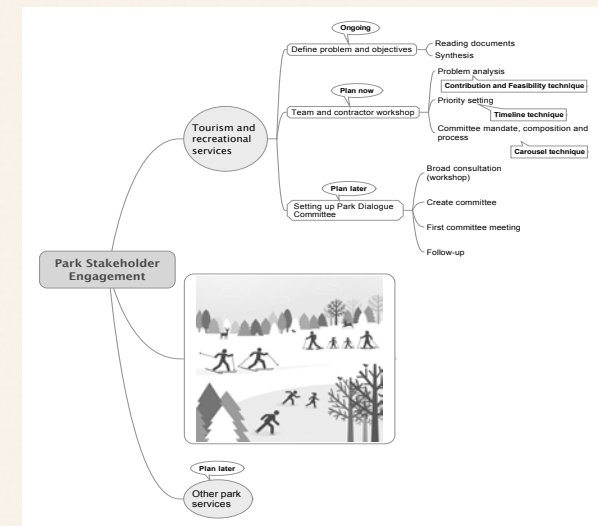 Ongoing
Define problem and objectives
Reading documents
Synthesis
Plan now
Team and contractor workshop
Problem analysis
Contribution and Feasibility technique
Priority setting
Timeline technique
Committee mandate, composition and
process
Carousel technique
Tourism and
recreational
services
Plan later
Setting up Park Dialogue
Committee
Broad consultation
(workshop)
Create committee
First committee meeting
Follow-up
Park Stakeholder
Engagement
Plan later
Other park
services